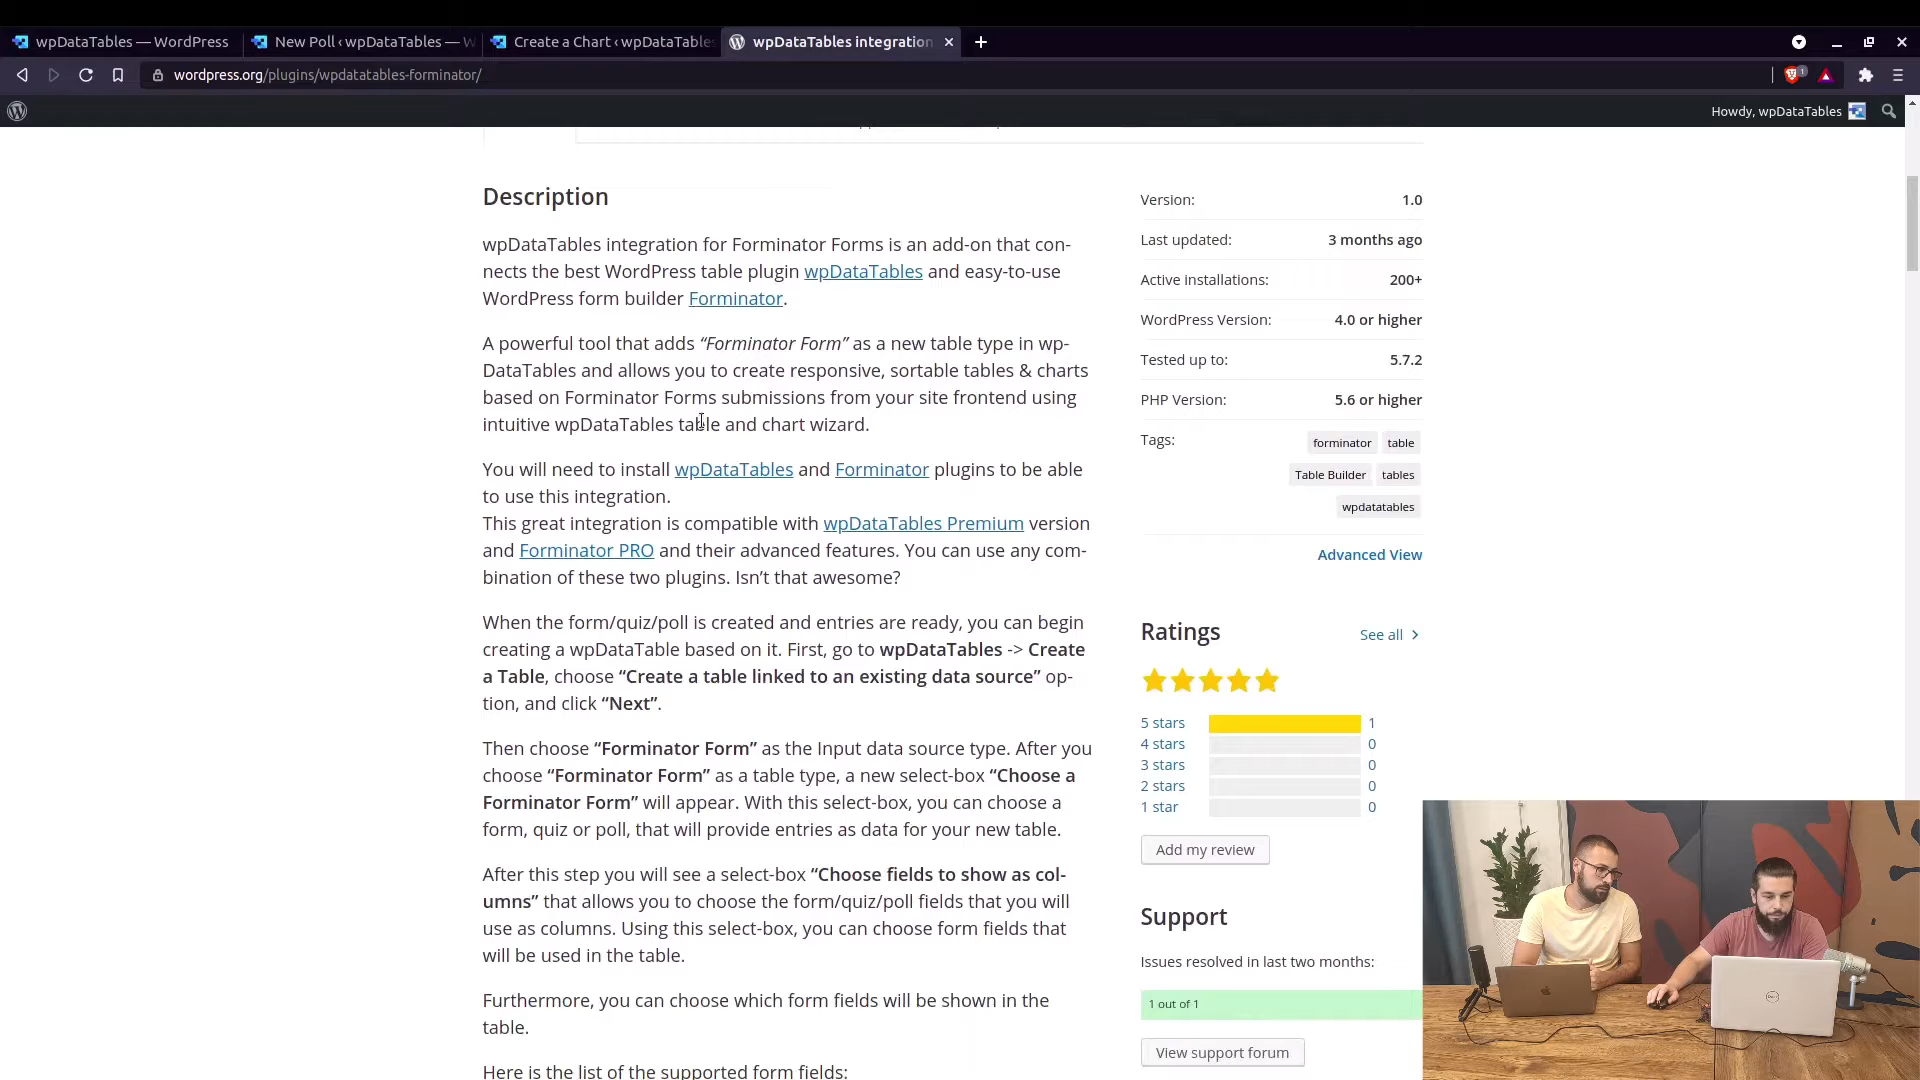 wpDataTables — WordPress
New Poll ‹ wpDataTables — W
Create a Chart ‹ wpDataTables
wpDataTables integration
wordpress.org/plugins/wpdatatables-forminator/
1
Howdy, wpDataTables
Description
wpDataTables integration for Forminator Forms is an add-on that con-
nects the best WordPress table plugin wpDataTables and easy-to-use
WordPress form builder Forminator.
A powerful tool that adds “Forminator Form” as a new table type in wp-
DataTables and allows you to create responsive, sortable tables & charts
based on Forminator Forms submissions from your site frontend using
intuitive wpDataTables table and chart wizard.
You will need to install wpDataTables and Forminator plugins to be able
to use this integration.
This great integration is compatible with wpDataTables Premium version
and Forminator PRO and their advanced features. You can use any com-
bination of these two plugins. Isn’t that awesome?
When the form/quiz/poll is created and entries are ready, you can begin
creating a wpDataTable based on it. First, go to wpDataTables -> Create
a Table, choose “Create a table linked to an existing data source” op-
tion, and click “Next”.
Then choose “Forminator Form” as the Input data source type. After you
choose “Forminator Form” as a table type, a new select-box “Choose a
Forminator Form” will appear. With this select-box, you can choose a
form, quiz or poll, that will provide entries as data for your new table.
After this step you will see a select-box “Choose fields to show as col-
umns” that allows you to choose the form/quiz/poll fields that you will
use as columns. Using this select-box, you can choose form fields that
will be used in the table.
Furthermore, you can choose which form fields will be shown in the
table.
Here is the list of the supported form fields:
Version: 1.0
Last updated: 3 months ago
Active installations: 200+
WordPress Version: 4.0 or higher
Tested up to: 5.7.2
PHP Version: 5.6 or higher
Tags: forminator table
Table Builder tables
wpdatatables
Advanced View
Ratings See all
5 stars 1
4 stars 0
3 stars 0
2 stars 0
1 star 0
Add my review
Support
Issues resolved in last two months:
1 out of 1
View support forum